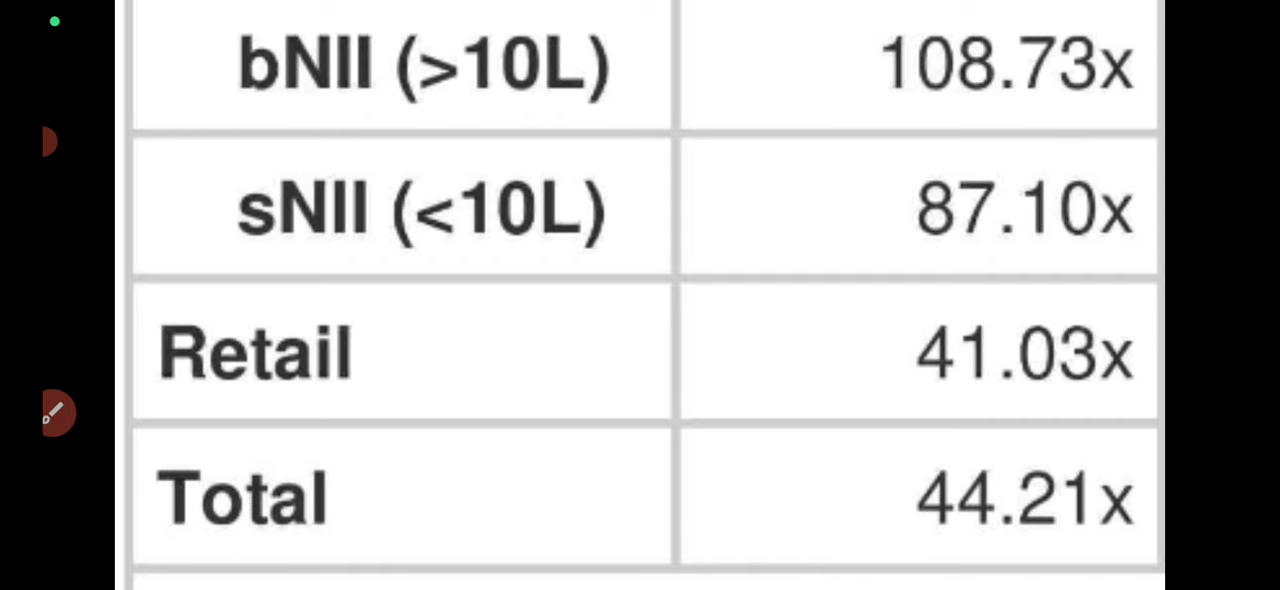 bNII (>10L) 108.73x
sNII (<10L) 87.10x
Retail 41.03x
Total 44.21x